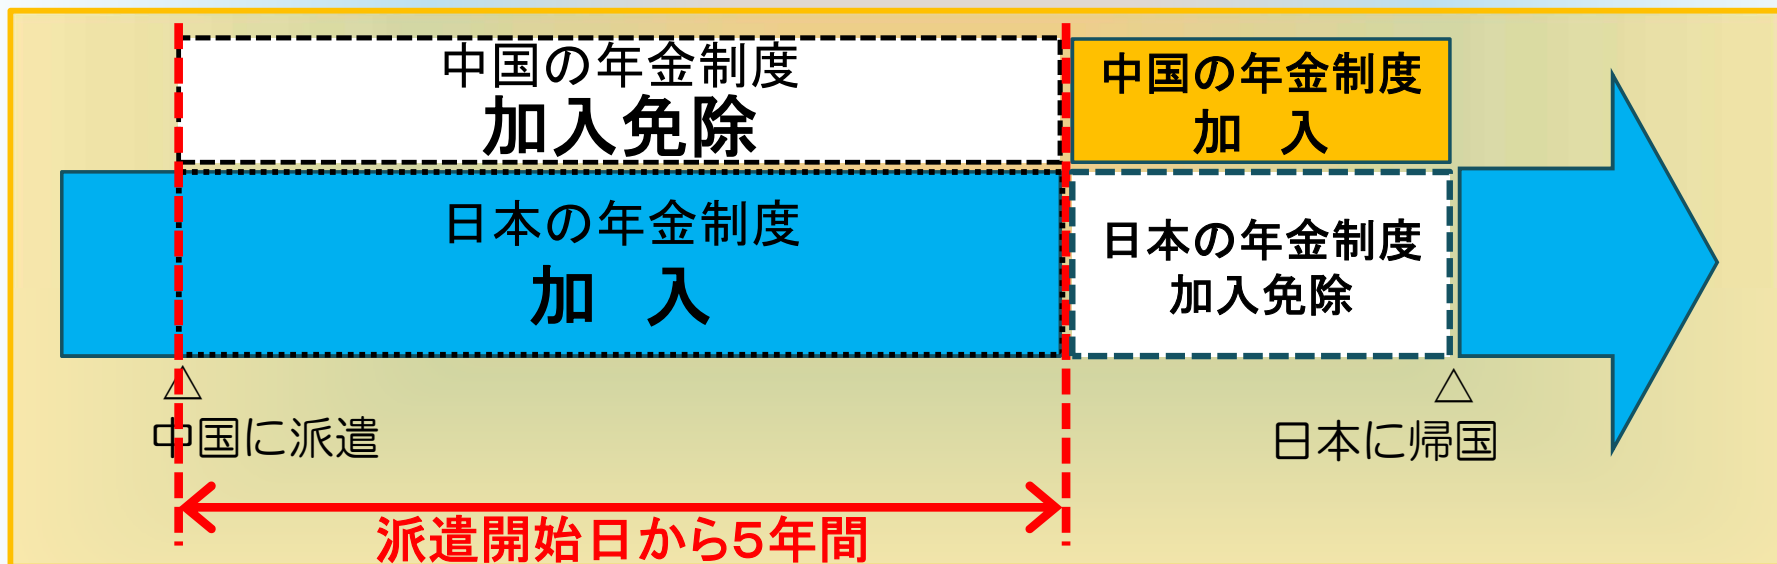 中国の年金制度
加入免除
中国の年金制度
加　入
日本の年金制度
加　入
日本の年金制度
加入免除
△
中国に派遣
△
日本に帰国
派遣開始日から5年間